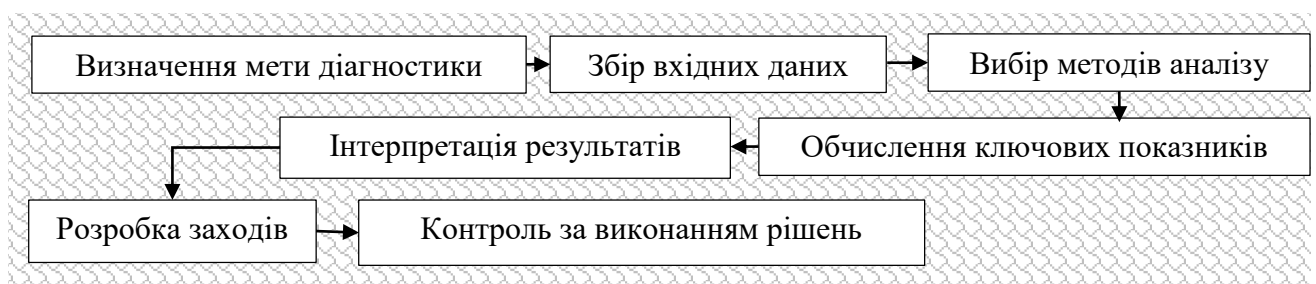 Визначення мети діагностики
Збір вхідних даних
Вибір методів аналізу
Обчислення ключових показників
Інтерпретація результатів
Розробка заходів
Контроль за виконанням рішень